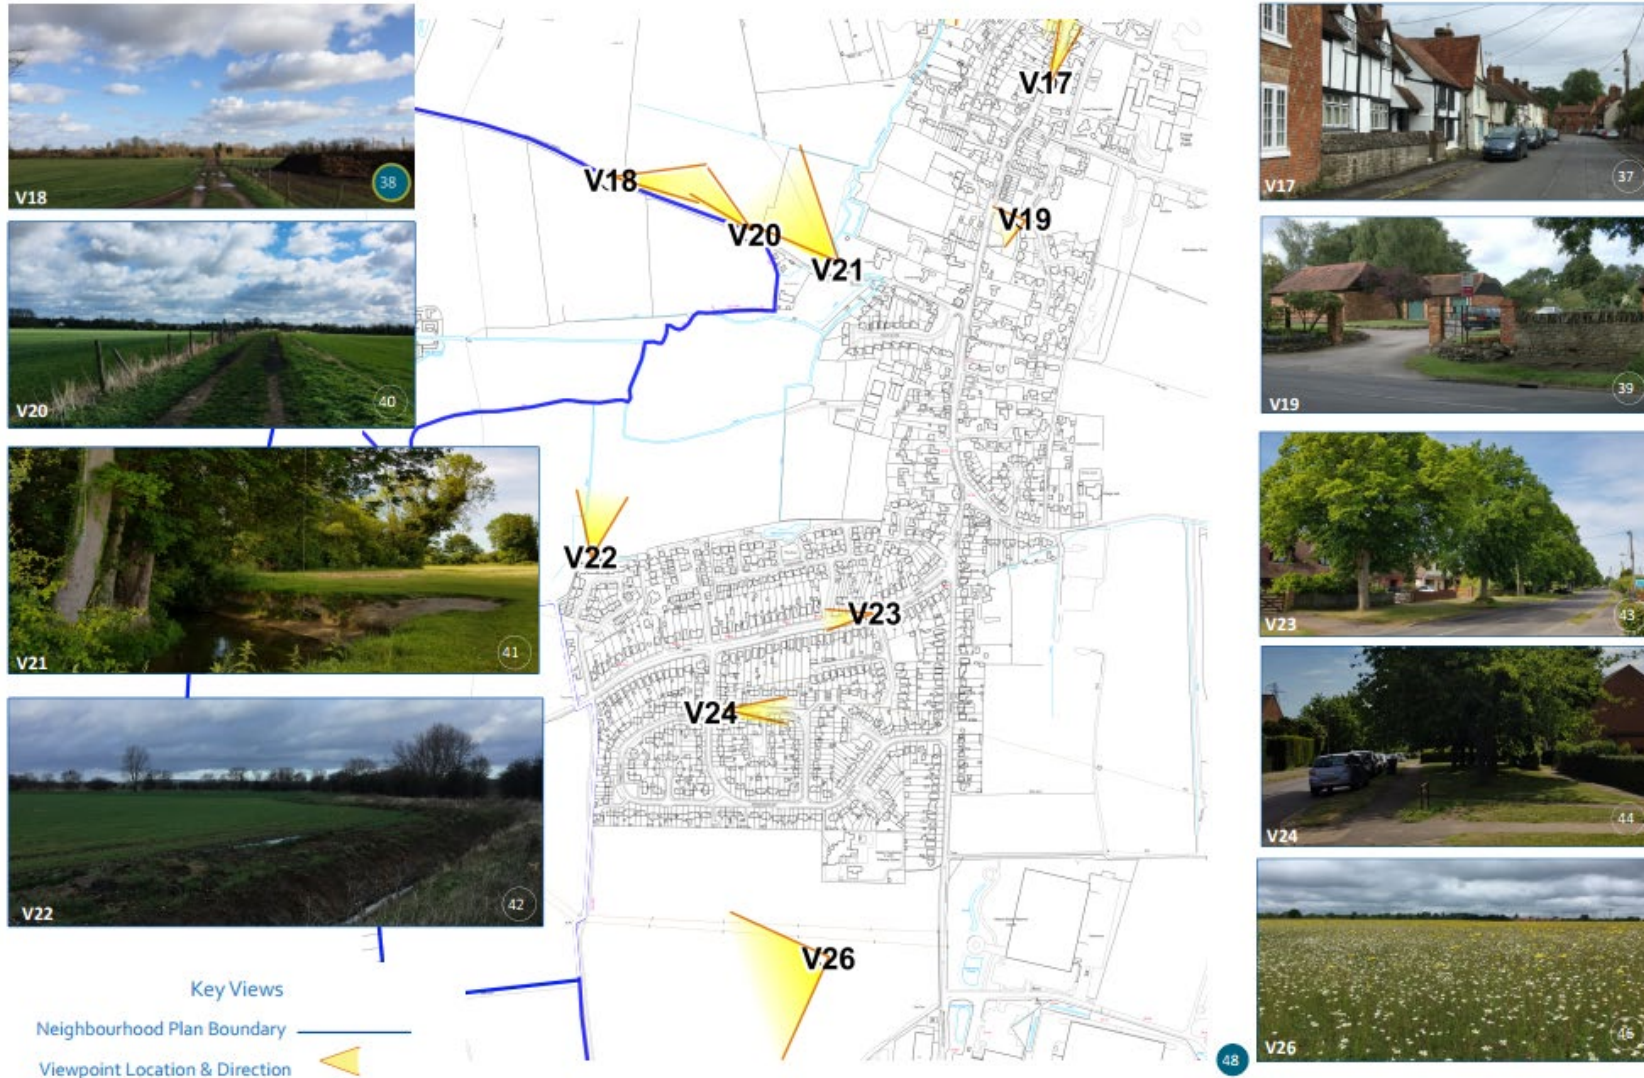 V18
38
V20
40
V21
41
V22
42
Key Views
Neighbourhood Plan Boundary
Viewpoint Location & Direction
V17
V18
V19
V20
V21
V22
V23
V24
V26
48
V17
37
V19
39
V23
43
V24
44
V26
46